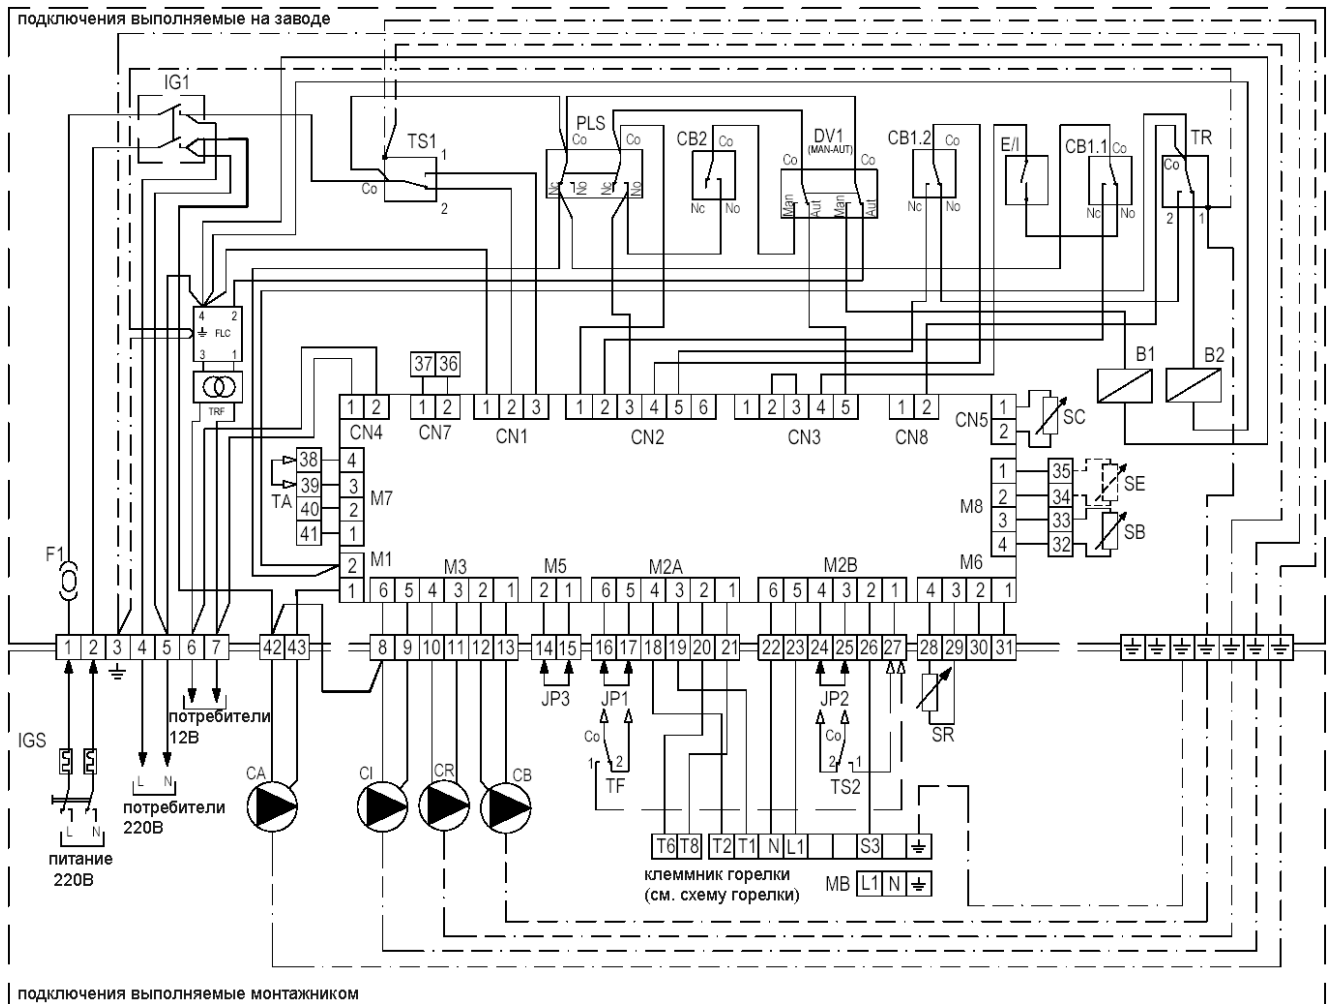 подключения выполняемые на заводе
IG1
TS1
1
Co
2
PLS
Co
Co
Nc
No
Nc
No
CB2
Co
Nc
No
DV1
(MAN-AUT)
Co
Co
Man
Aut
Man
Aut
CB1.2
Co
Nc
No
E/I
CB1.1
Co
Nc
No
TR
Co
2
1
4
2
FLC
3
1
TRF
B1
B2
37 36
1 2
CN4
1 2
CN7
1 2 3
CN1
1 2 3 4 5 6
CN2
1 2 3 4 5
CN3
1 2
CN8
CN5
1
2
SC
38
39
40
41
TA
4
3
2
1
M7
1
2
3
4
M8
35
34
33
32
SE
SB
F1
2
1
M1
M3
6 5 4 3 2 1
M5
2 1
M2A
6 5 4 3 2 1
M2B
6 5 4 3 2 1
M6
4 3 2 1
1 2 3 4 5 6 7
42 43
8 9 10 11 12 13
14 15
16 17 18 19 20 21
22 23 24 25 26 27
28 29 30 31
JP3
JP1
JP2
SR
потребители
12В
IGS
Co
1
2
TF
Co
2
1
TS2
L N
потребители
220В
L N
питание
220В
CA
CI
CR
CB
T6 T8
T2 T1 N L1
S3
клеммник горелки
(см. схему горелки)
MB
L1 N
подключения выполняемые монтажником